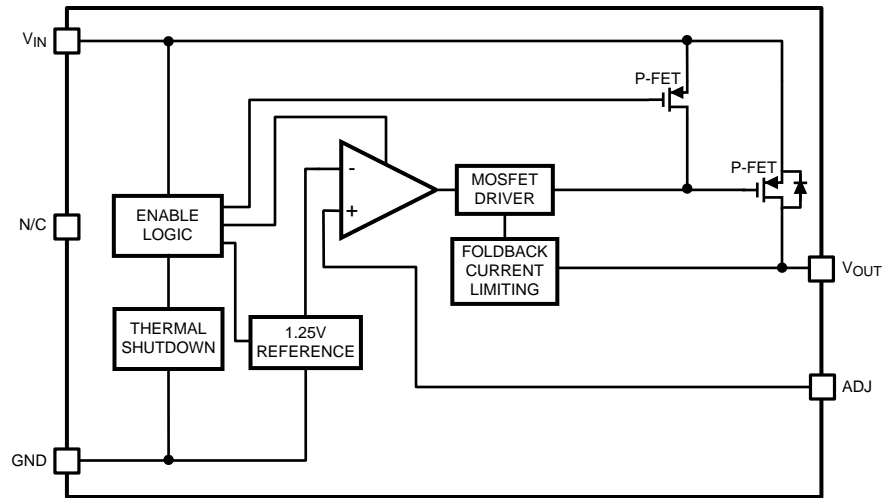 VIN
P-FET
P-FET
-
+
MOSFET
DRIVER
N/C
ENABLE
LOGIC
FOLDBACK
CURRENT
LIMITING
VOUT
THERMAL
SHUTDOWN
1.25V
REFERENCE
ADJ
GND